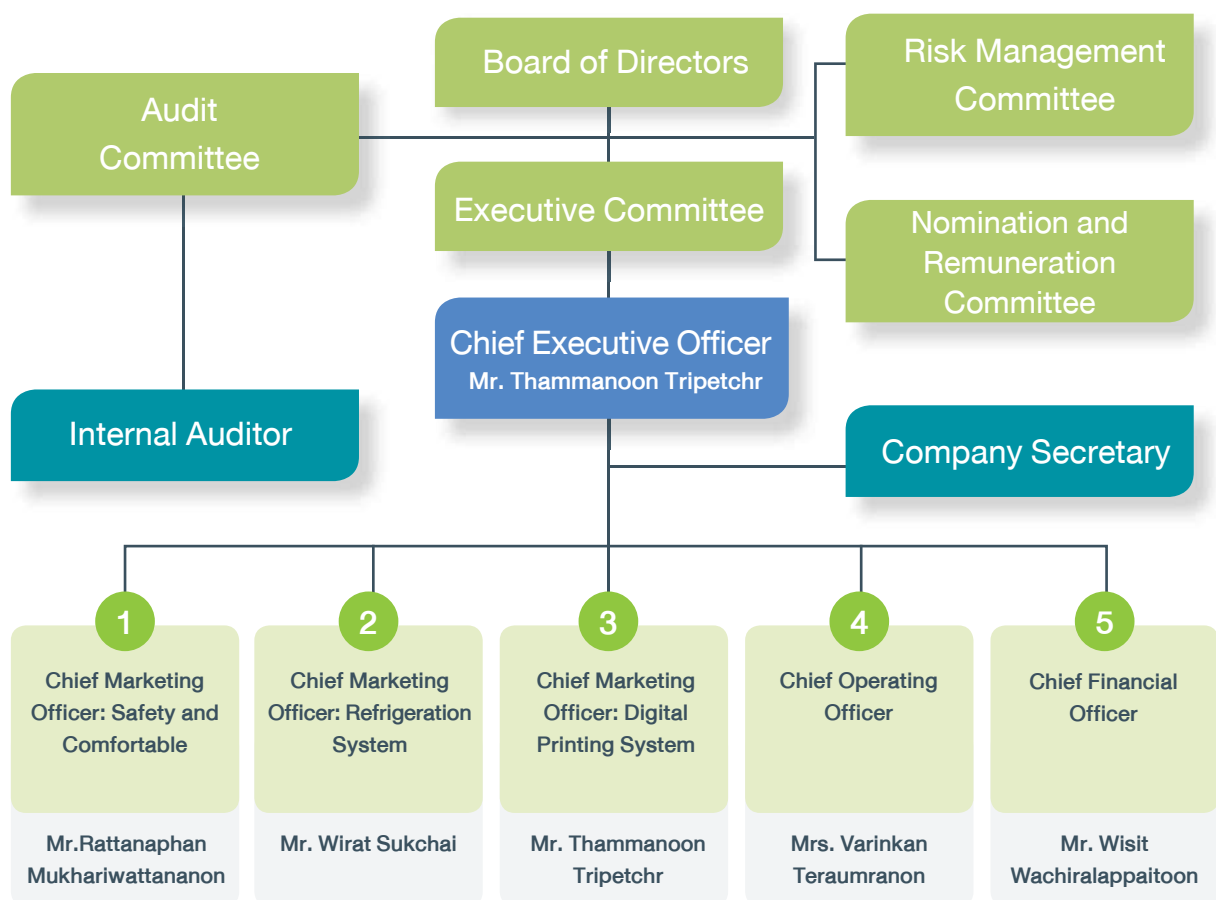 Board of Directors
Risk Management
Committee
Audit
Committee
Executive Committee
Nomination and
Remuneration
Committee
Chief Executive Officer
Mr. Thammanoon Tripetchr
Internal Auditor
Company Secretary
1
Chief Marketing
Officer: Safety and
Comfortable
Mr.Rattanaphan
Mukhariwattananon
2
Chief Marketing
Officer: Refrigeration
System
Mr. Wirat Sukchai
3
Chief Marketing
Officer: Digital
Printing System
Mr. Thammanoon
Tripetchr
4
Chief Operating
Officer
Mrs. Varinkan
Teraumranon
5
Chief Financial
Officer
Mr. Wisit
Wachiralappaitoon